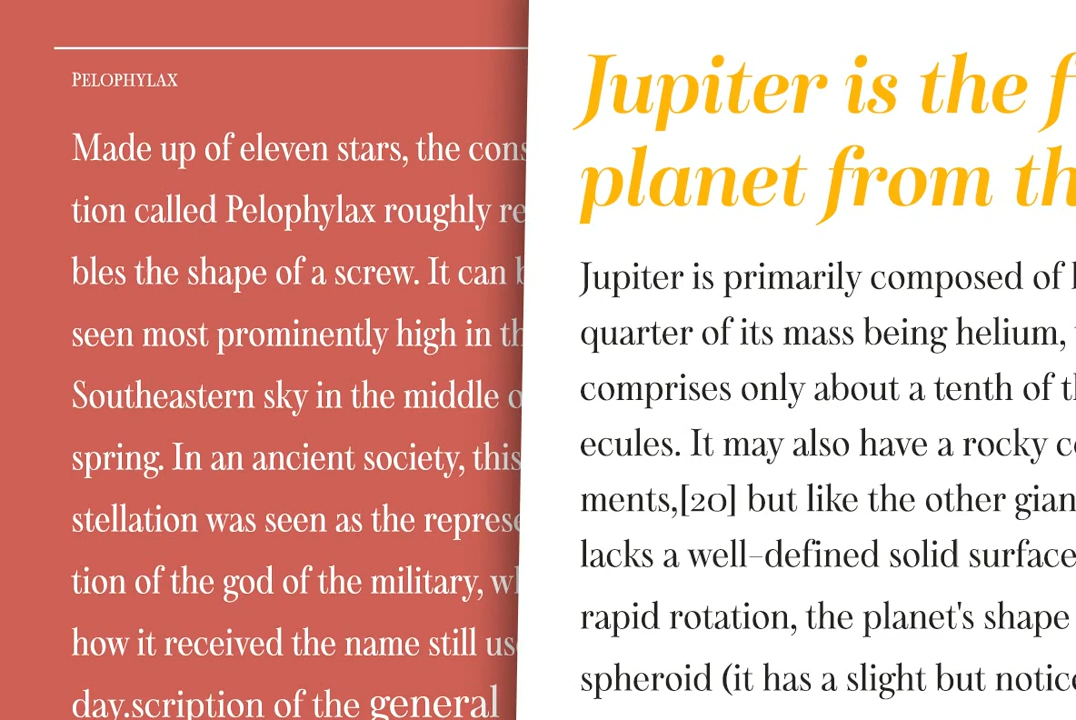 PELOPHYLAX
Made up of eleven stars, the cons
tion called Pelophylax roughly re
bles the shape of a screw. It can b
seen most prominently high in th
Southeastern sky in the middle o
spring. In an ancient society, this
stellation was seen as the represe
tion of the god of the military, wh
how it received the name still us
day.scription of the general
Jupiter is the f
planet from th
Jupiter is primarily composed of h
quarter of its mass being helium,
comprises only about a tenth of th
ecules. It may also have a rocky co
ments,[20] but like the other gian
lacks a well-defined solid surface
rapid rotation, the planet's shape
spheroid (it has a slight but notice